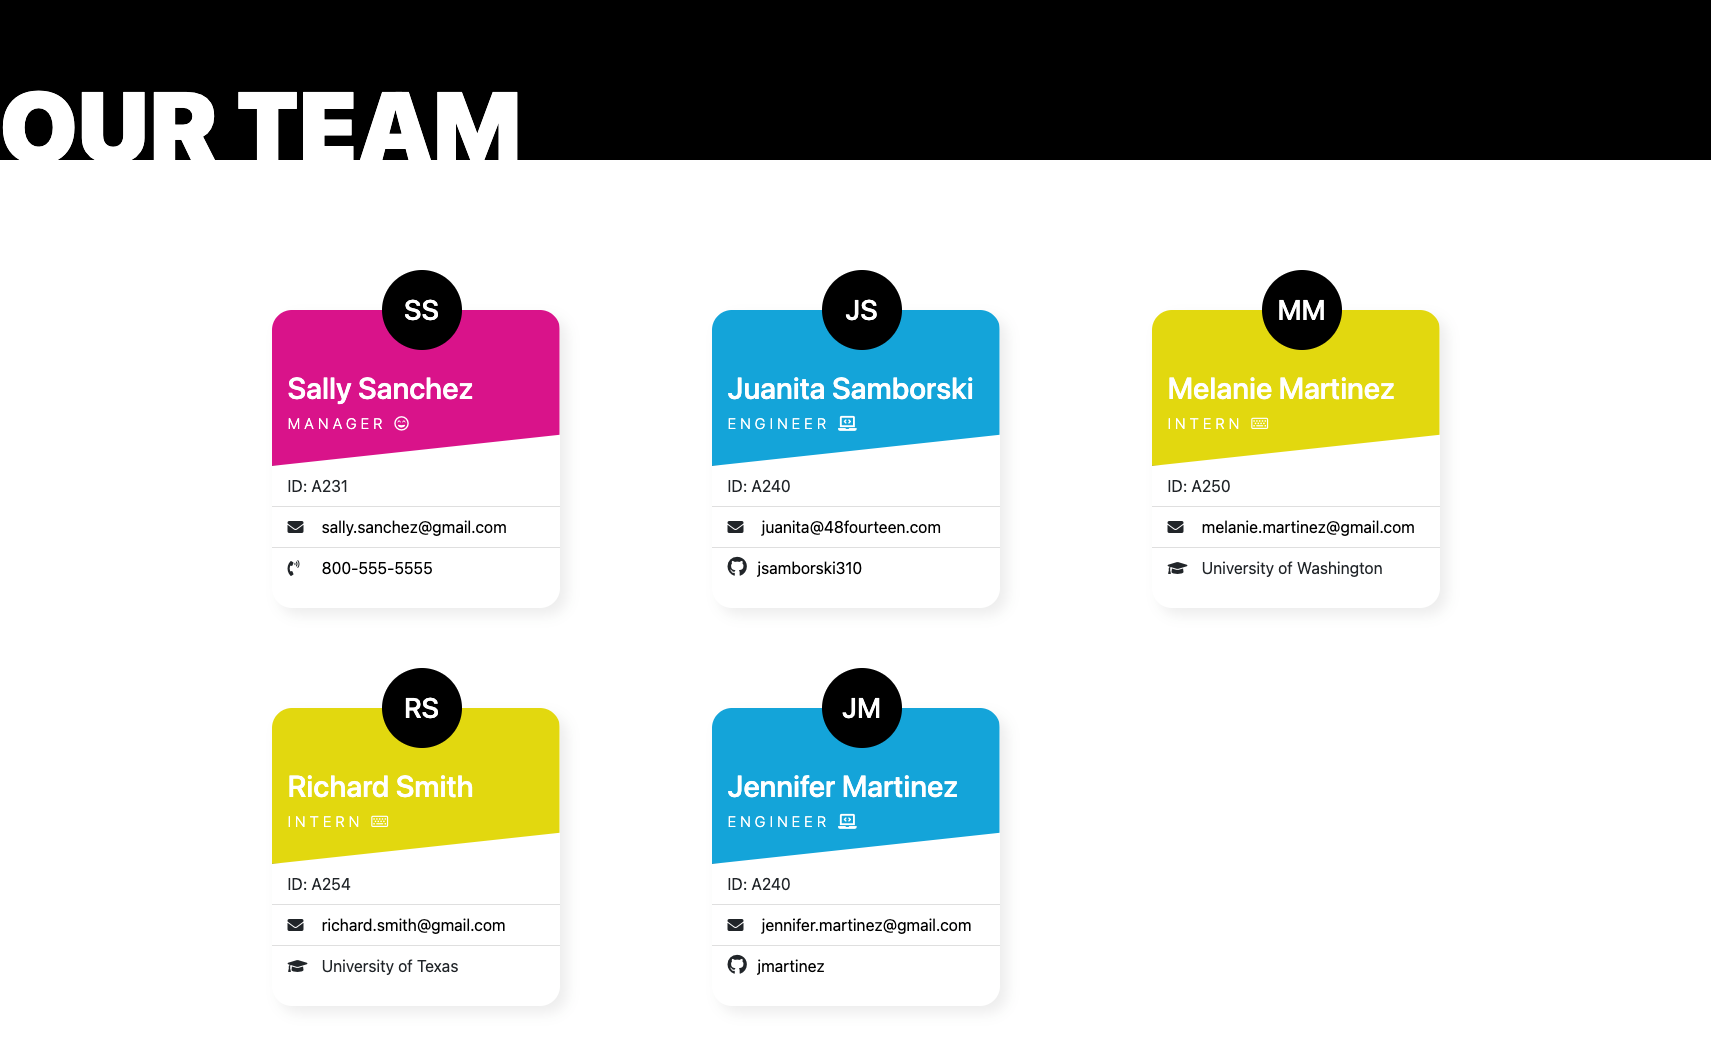 OUR TEAM
SS
Sally Sanchez
MANAGER
ID: A231
sally.sanchez@gmail.com
800-555-5555
JS
Juanita Samborski
ENGINEER
ID: A240
juanita@48fourteen.com
jsamborski310
MM
Melanie Martinez
INTERN
ID: A250
melanie.martinez@gmail.com
University of Washington
RS
Richard Smith
INTERN
ID: A254
richard.smith@gmail.com
University of Texas
JM
Jennifer Martinez
ENGINEER
ID: A240
jennifer.martinez@gmail.com
jmartinez